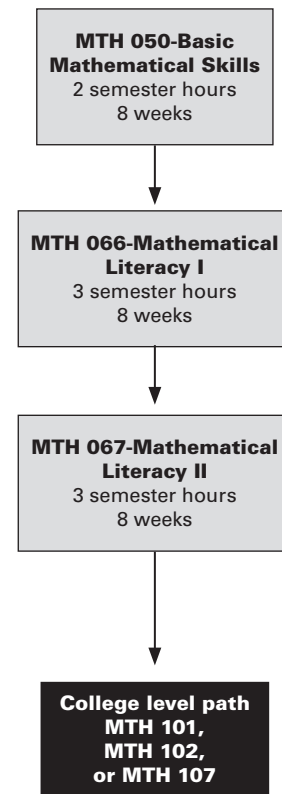 MTH 050-Basic
Mathematical Skills
2 semester hours
8 weeks
MTH 066-Mathematical
Literacy I
3 semester hours
8 weeks
MTH 067-Mathematical
Literacy II
3 semester hours
8 weeks
College level path
MTH 101,
MTH 102,
or MTH 107